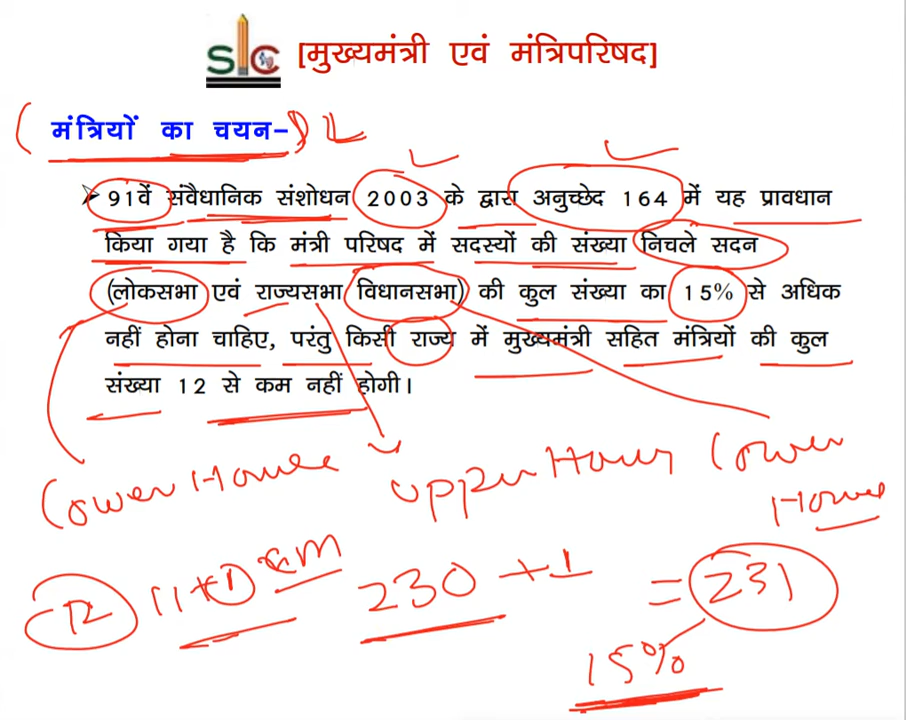 SIC [मुख्यमंत्री एवं मंत्रिपरिषद]
(मंत्रियों का चयन-)
➤ 91वें संवैधानिक संशोधन 2003 के द्वारा अनुच्छेद 164 में यह प्रावधान
किया गया है कि मंत्री परिषद में सदस्यों की संख्या निचले सदन
(लोकसभा एवं राज्यसभा विधानसभा) की कुल संख्या का 15% से अधिक
नहीं होना चाहिए, परंतु किसी राज्य में मुख्यमंत्री सहित मंत्रियों की कुल
संख्या 12 से कम नहीं होगी।
Lower House upper House Lower
House
12 11+1 CM 230 +1 = 231
15%